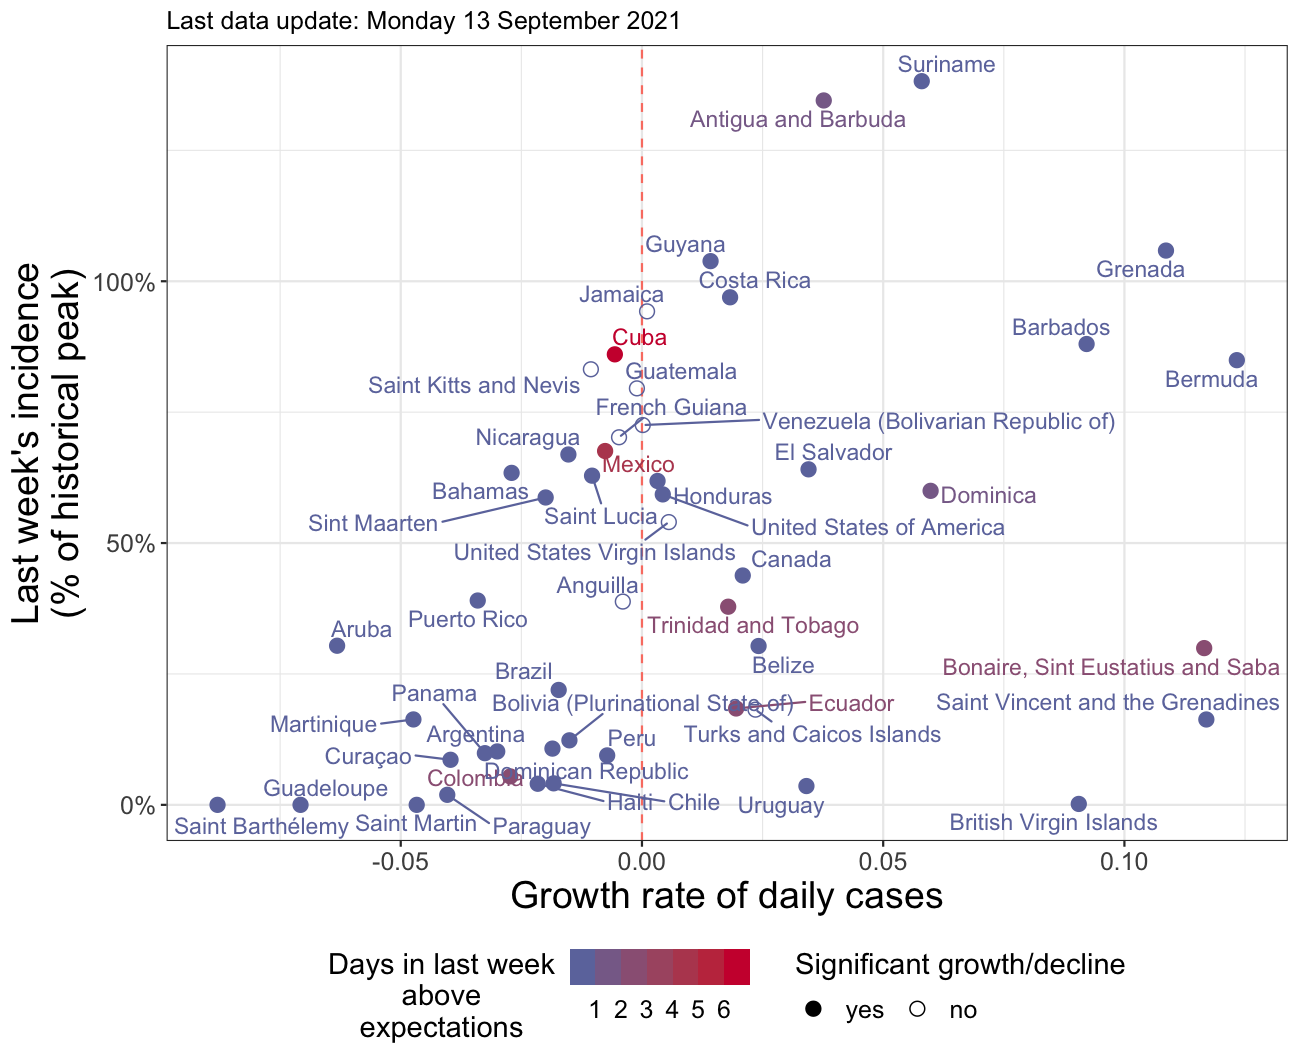 Last data update: Monday 13 September 2021
Suriname
Antigua and Barbuda
Guyana
Grenada
Costa Rica
100%
Jamaica
Barbados
Cuba
Guatemala
Bermuda
Saint Kitts and Nevis
French Guiana
Venezuela (Bolivarian Republic of)
Nicaragua
El Salvador
Mexico
Bahamas
Honduras
Dominica
Saint Lucia
Sint Maarten
United States of America
50%
United States Virgin Islands
Canada
Anguilla
Puerto Rico
Trinidad and Tobago
Aruba
Belize
Bonaire, Sint Eustatius and Saba
Brazil
Panama
Bolivia (Plurinational State of)
Ecuador
Saint Vincent and the Grenadines
Martinique
Argentina
Peru
Turks and Caicos Islands
Curaçao
Colombia
Dominican Republic
Guadeloupe
Haiti
Chile
Uruguay
0%
Saint Barthélemy
Saint Martin
Paraguay
British Virgin Islands
Last week's incidence
(% of historical peak)
-0.05
0.00
0.05
0.10
Growth rate of daily cases
Days in last week
above
expectations
1 2 3 4 5 6
Significant growth/decline
yes
no